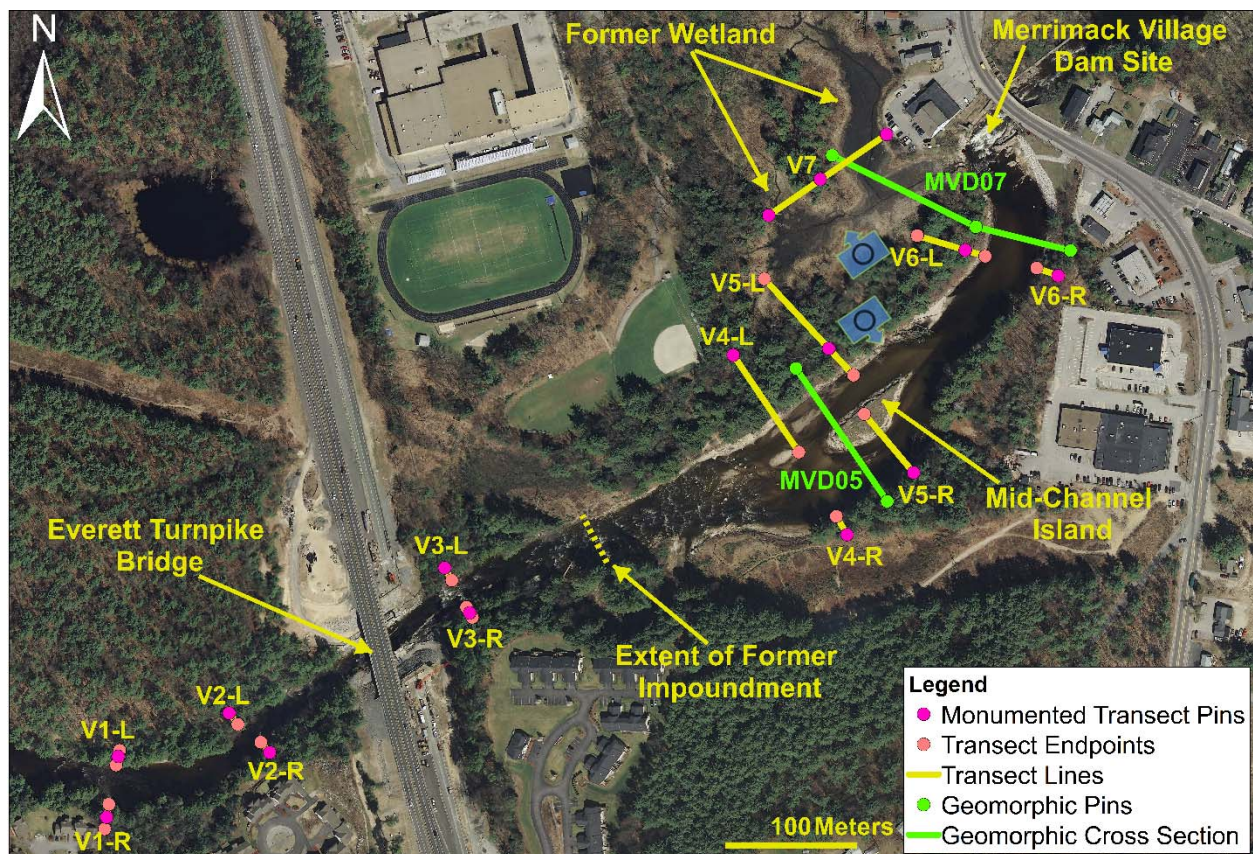 N
Former Wetland
Merrimack Village
Dam Site
V7
MVD07
V6-L
V5-L
V6-R
V4-L
MVD05
V5-R
Mid-Channel
Island
V4-R
Everett Turnpike
Bridge
V3-L
V3-R
Extent of Former
Impoundment
V2-L
V1-L
V2-R
V1-R
100 Meters
Legend
Monumented Transect Pins
Transect Endpoints
Transect Lines
Geomorphic Pins
Geomorphic Cross Section